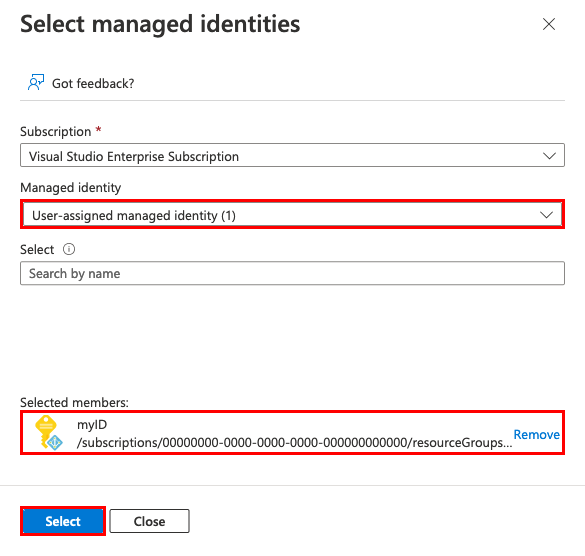 Select managed identities
Got feedback?
Subscription *
Visual Studio Enterprise Subscription
Managed identity
User-assigned managed identity (1)
Select
Search by name
Selected members:
myID
/subscriptions/00000000-0000-0000-0000-000000000000/resourceGroups...
Remove
Select
Close